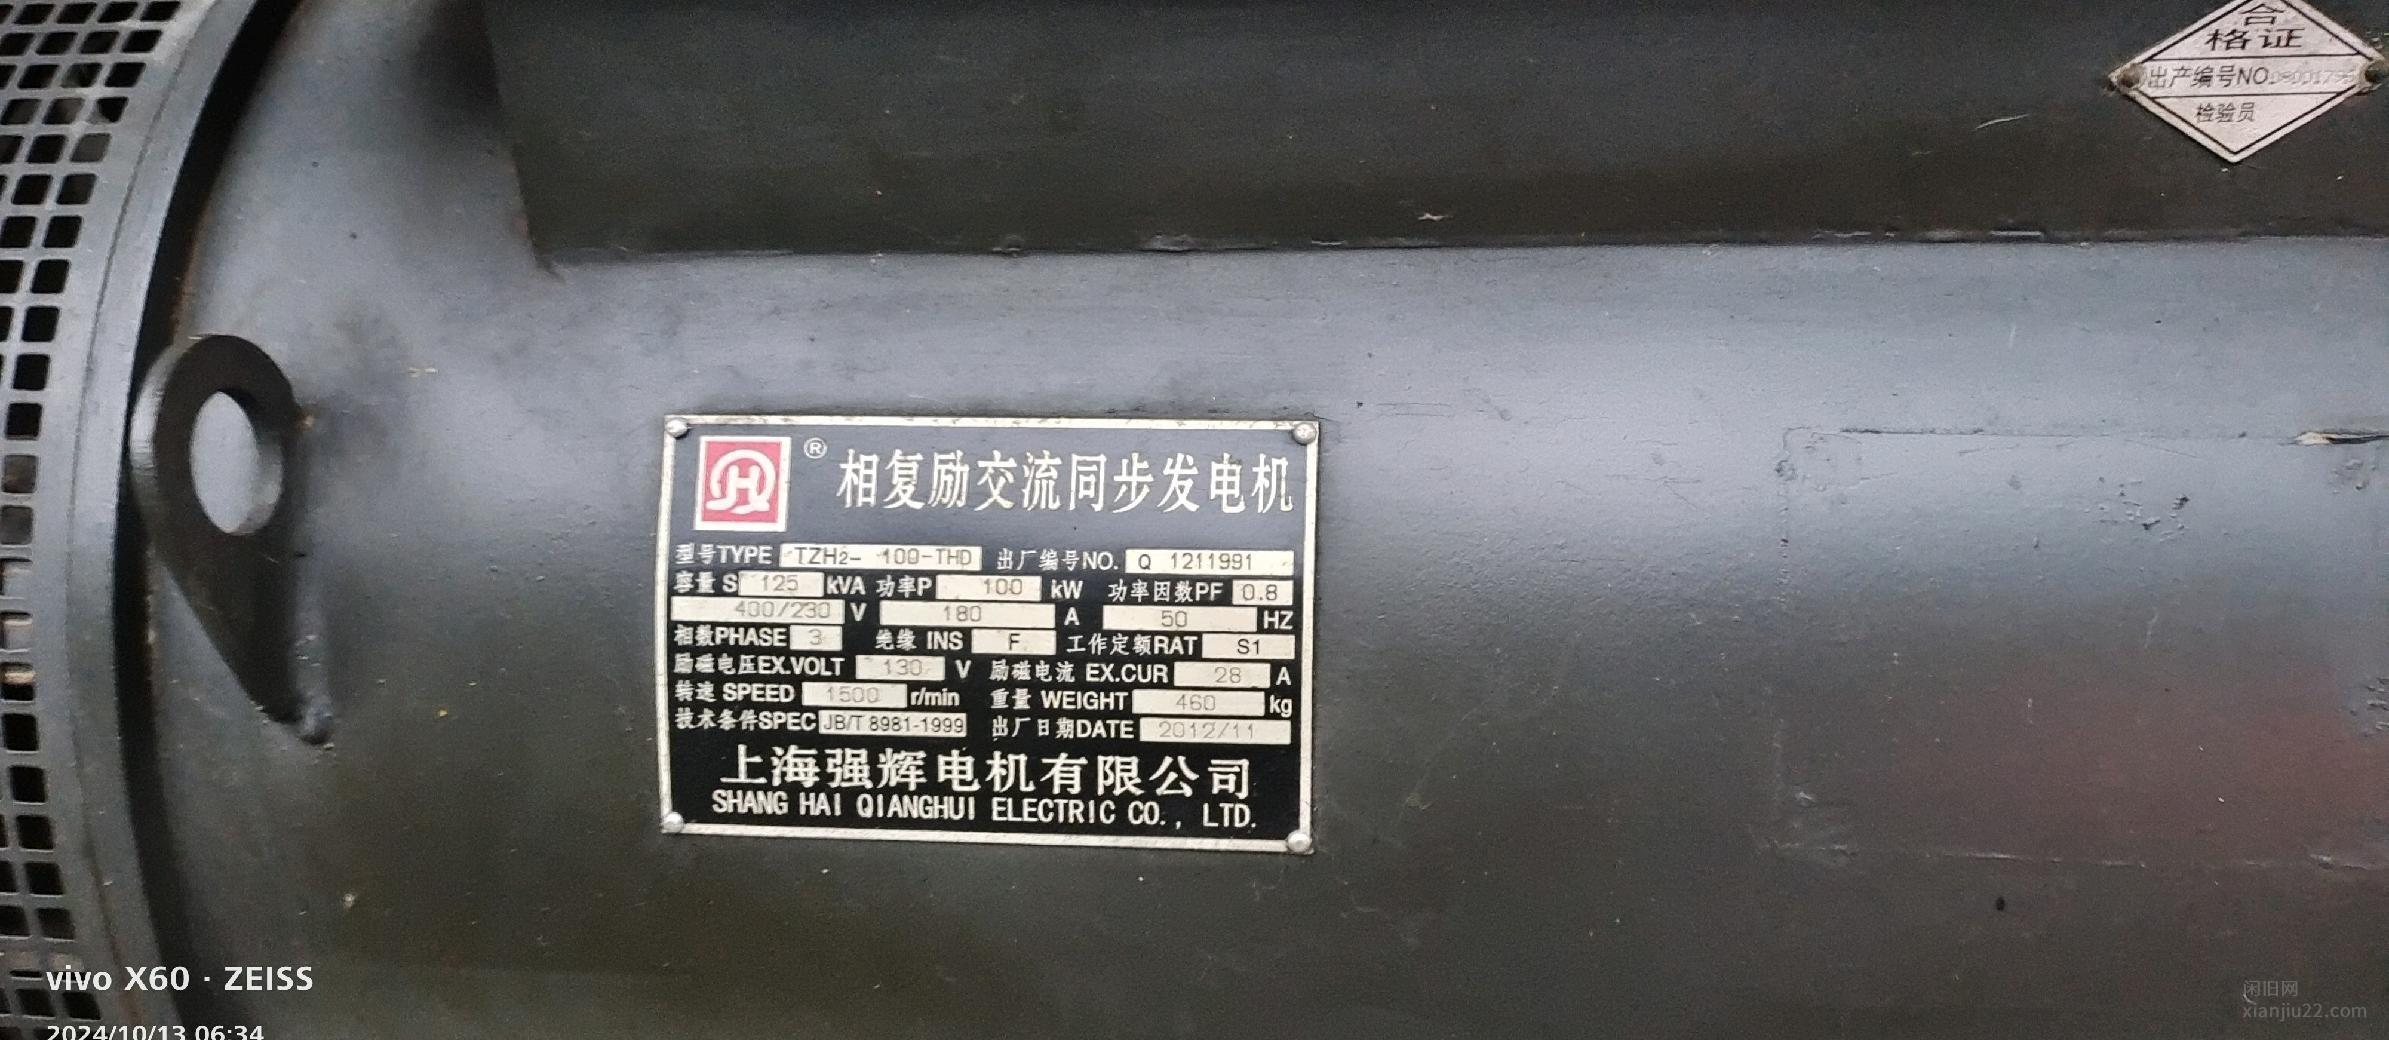 合
格证
出产编号NO.
检验员
® 相复励交流同步发电机
型号TYPE TZH2- 100-THD 出厂编号NO. Q 1211991
容量 S 125 kVA 功率P 100 kW 功率因数PF 0.8
400/230 V 180 A 50 HZ
相数PHASE 3 绝缘 INS F 工作定额RAT S1
励磁电压EX.VOLT 130 V 励磁电流 EX.CUR 28 A
转速 SPEED 1500 r/min 重量 WEIGHT 460 kg
技术条件SPEC JB/T 8981-1999 出厂日期DATE 2012/11
上海强辉电机有限公司
SHANG HAI QIANGHUI ELECTRIC CO., LTD.
vivo X60 · ZEISS
2024/10/13 06:34
闲旧网
xianjiu22.com